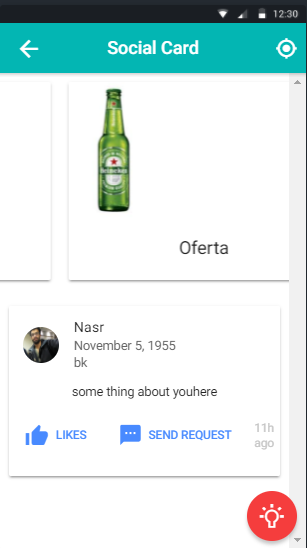 12:30
Social Card
Heineken
Oferta
Nasr
November 5, 1955
bk
some thing about youhere
LIKES
SEND REQUEST
11h
ago